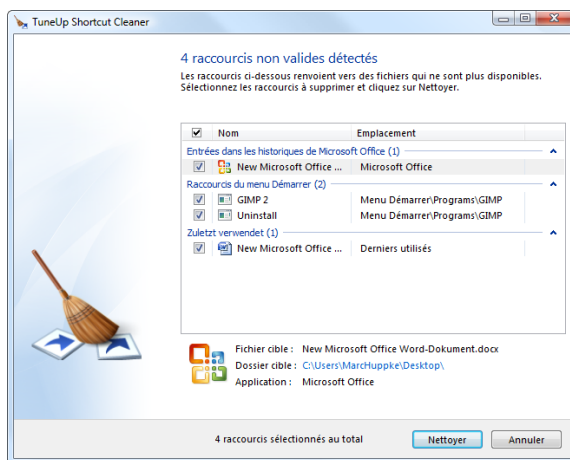 TuneUp Shortcut Cleaner
4 raccourcis non valides détectés
Les raccourcis ci-dessous renvoient vers des fichiers qui ne sont plus disponibles.
Sélectionnez les raccourcis à supprimer et cliquez sur Nettoyer.
Nom Emplacement
Entrées dans les historiques de Microsoft Office (1)
New Microsoft Office ... Microsoft Office
Raccourcis du menu Démarrer (2)
GIMP 2 Menu Démarrer\Programs\GIMP
Uninstall Menu Démarrer\Programs\GIMP
Zuletzt verwendet (1)
New Microsoft Office ... Derniers utilisés
Fichier cible : New Microsoft Office Word-Dokument.docx
Dossier cible : C:\Users\MarcHuppke\Desktop\
Application : Microsoft Office
4 raccourcis sélectionnés au total Nettoyer Annuler